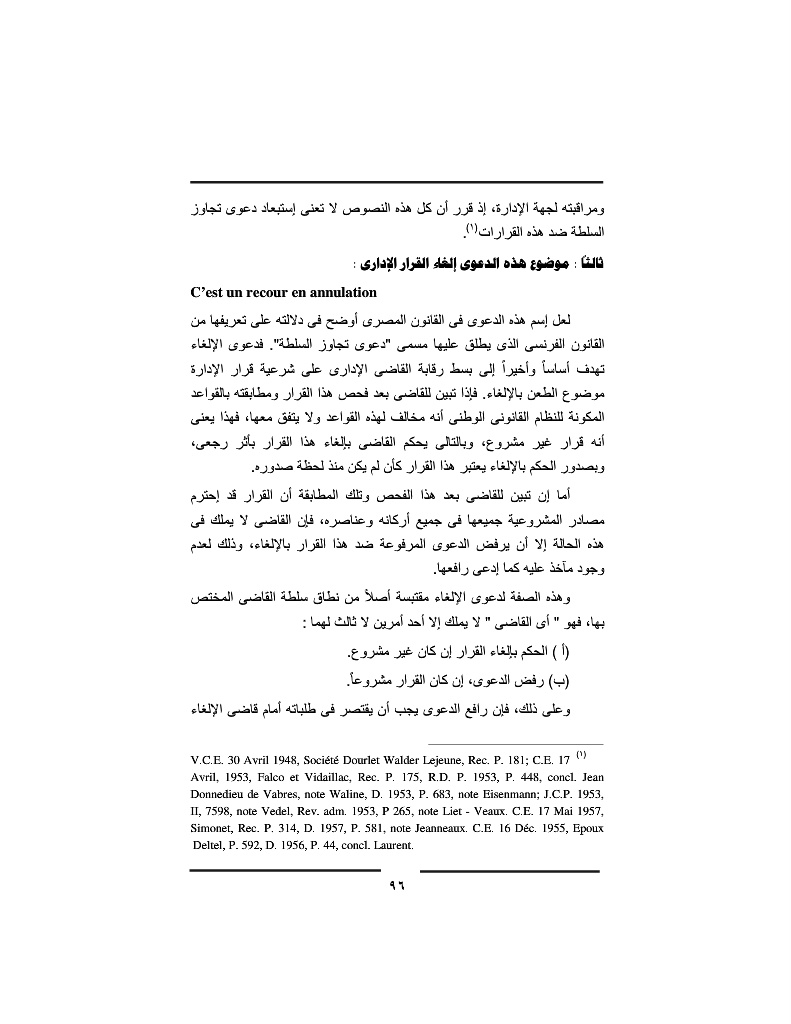 ومراقبته لجهة الإدارة، إذ قرر أن كل هذه النصوص لا تعنى إستبعاد دعوى تجاوز
السلطة ضد هذه القرارات(١).
ثالثاً : موضوع هذه الدعوى إلغاء القرار الإدارى :
C’est un recour en annulation
لعل إسم هذه الدعوى فى القانون المصرى أوضح فى دلالته على تعريفها من
القانون الفرنسى الذى يطلق عليها مسمى "دعوى تجاوز السلطة". فدعوى الإلغاء
تهدف أساساً وأخيراً إلى بسط رقابة القاضى الإدارى على شرعية قرار الإدارة
موضوع الطعن بالإلغاء. فإذا تبين للقاضى بعد فحص هذا القرار ومطابقته بالقواعد
المكونة للنظام القانونى الوطنى أنه مخالف لهذه القواعد ولا يتفق معها، فهذا يعنى
أنه قرار غير مشروع، وبالتالى يحكم القاضى بإلغاء هذا القرار بأثر رجعى،
وبصدور الحكم بالإلغاء يعتبر هذا القرار كأن لم يكن منذ لحظة صدوره.
أما إن تبين للقاضى بعد هذا الفحص وتلك المطابقة أن القرار قد إحترم
مصادر المشروعية جميعها فى جميع أركانه وعناصره، فإن القاضى لا يملك فى
هذه الحالة إلا أن يرفض الدعوى المرفوعة ضد هذا القرار بالإلغاء، وذلك لعدم
وجود مآخذ عليه كما إدعى رافعها.
وهذه الصفة لدعوى الإلغاء مقتبسة أصلاً من نطاق سلطة القاضى المختص
بها، فهو " أى القاضى " لا يملك إلا أحد أمرين لا ثالث لهما :
(أ ) الحكم بإلغاء القرار إن كان غير مشروع.
(ب) رفض الدعوى، إن كان القرار مشروعاً.
وعلى ذلك، فإن رافع الدعوى يجب أن يقتصر فى طلباته أمام قاضى الإلغاء
(١) V.C.E. 30 Avril 1948, Société Dourlet Walder Lejeune, Rec. P. 181; C.E. 17
Avril, 1953, Falco et Vidaillac, Rec. P. 175, R.D. P. 1953, P. 448, concl. Jean
Donnedieu de Vabres, note Waline, D. 1953, P. 683, note Eisenmann; J.C.P. 1953,
II, 7598, note Vedel, Rev. adm. 1953, P 265, note Liet - Veaux. C.E. 17 Mai 1957,
Simonet, Rec. P. 314, D. 1957, P. 581, note Jeanneaux. C.E. 16 Déc. 1955, Epoux
Deltel, P. 592, D. 1956, P. 44, concl. Laurent.
٩٦